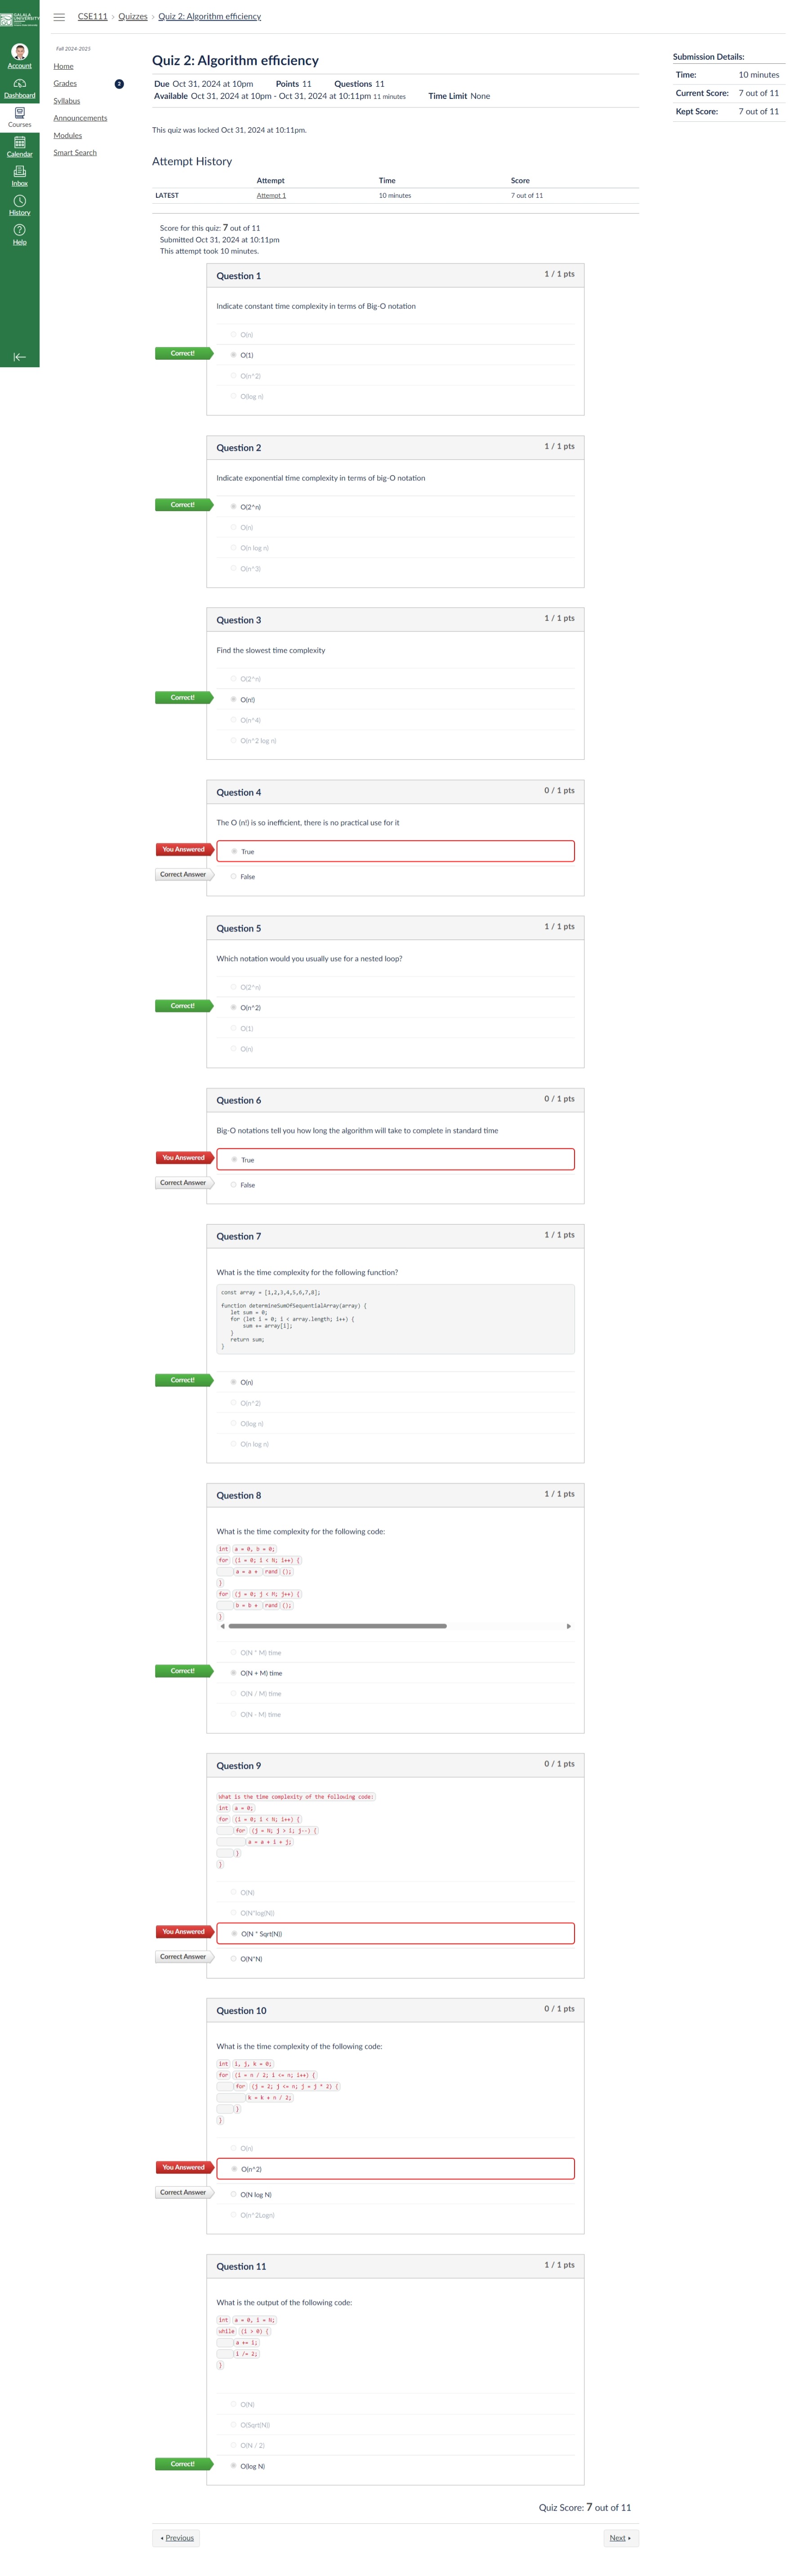 GALALA
UNIVERSITY
CSE111 > Quizzes > Quiz 2: Algorithm efficiency
Account
Dashboard
Courses
Calendar
Inbox
History
Help
Fall 2024-2025
Home
Grades
Syllabus
Announcements
Modules
Smart Search
Quiz 2: Algorithm efficiency
Due Oct 31, 2024 at 10pm Points 11 Questions 11
Available Oct 31, 2024 at 10pm - Oct 31, 2024 at 10:11pm 11 minutes Time Limit None
Submission Details:
Time: 10 minutes
Current Score: 7 out of 11
Kept Score: 7 out of 11
This quiz was locked Oct 31, 2024 at 10:11pm.
Attempt History
Attempt Time Score
LATEST Attempt 1 10 minutes 7 out of 11
Score for this quiz: 7 out of 11
Submitted Oct 31, 2024 at 10:11pm
This attempt took 10 minutes.
Question 1 1 / 1 pts
Indicate constant time complexity in terms of Big-O notation
O(n)
Correct! O(1)
O(n^2)
O(log n)
Question 2 1 / 1 pts
Indicate exponential time complexity in terms of big-O notation
Correct! O(2^n)
O(n)
O(n log n)
O(n^3)
Question 3 1 / 1 pts
Find the slowest time complexity
O(2^n)
Correct! O(n!)
O(n^4)
O(n^2 log n)
Question 4 0 / 1 pts
The O (n!) is so inefficient, there is no practical use for it
You Answered True
Correct Answer False
Question 5 1 / 1 pts
Which notation would you usually use for a nested loop?
O(2^n)
Correct! O(n^2)
O(1)
O(n)
Question 6 0 / 1 pts
Big-O notations tell you how long the algorithm will take to complete in standard time
You Answered True
Correct Answer False
Question 7 1 / 1 pts
What is the time complexity for the following function?
const array = [1,2,3,4,5,6,7,8];
function determineSumOfSequentialArray(array) {
let sum = 0;
for (let i = 0; i < array.length; i++) {
sum += array[i];
}
return sum;
}
Correct! O(n)
O(n^2)
O(log n)
O(n log n)
Question 8 1 / 1 pts
What is the time complexity for the following code:
int a = 0, b = 0;
for (i = 0; i < N; i++) {
a = a + rand ();
}
for (j = 0; j < M; j++) {
b = b + rand ();
}
O(N * M) time
Correct! O(N + M) time
O(N / M) time
O(N - M) time
Question 9 0 / 1 pts
What is the time complexity of the following code:
int a = 0;
for (i = 0; i < N; i++) {
for (j = N; j > i; j--) {
a = a + i + j;
}
}
O(N)
O(N*log(N))
You Answered O(N * Sqrt(N))
Correct Answer O(N*N)
Question 10 0 / 1 pts
What is the time complexity of the following code:
int i, j, k = 0;
for (i = n / 2; i <= n; i++) {
for (j = 2; j <= n; j = j * 2) {
k = k + n / 2;
}
}
O(n)
You Answered O(n^2)
Correct Answer O(N log N)
O(n^2Logn)
Question 11 1 / 1 pts
What is the output of the following code:
int a = 0, i = N;
while (i > 0) {
a += i;
i /= 2;
}
O(N)
O(Sqrt(N))
O(N / 2)
Correct! O(log N)
Quiz Score: 7 out of 11
Previous Next